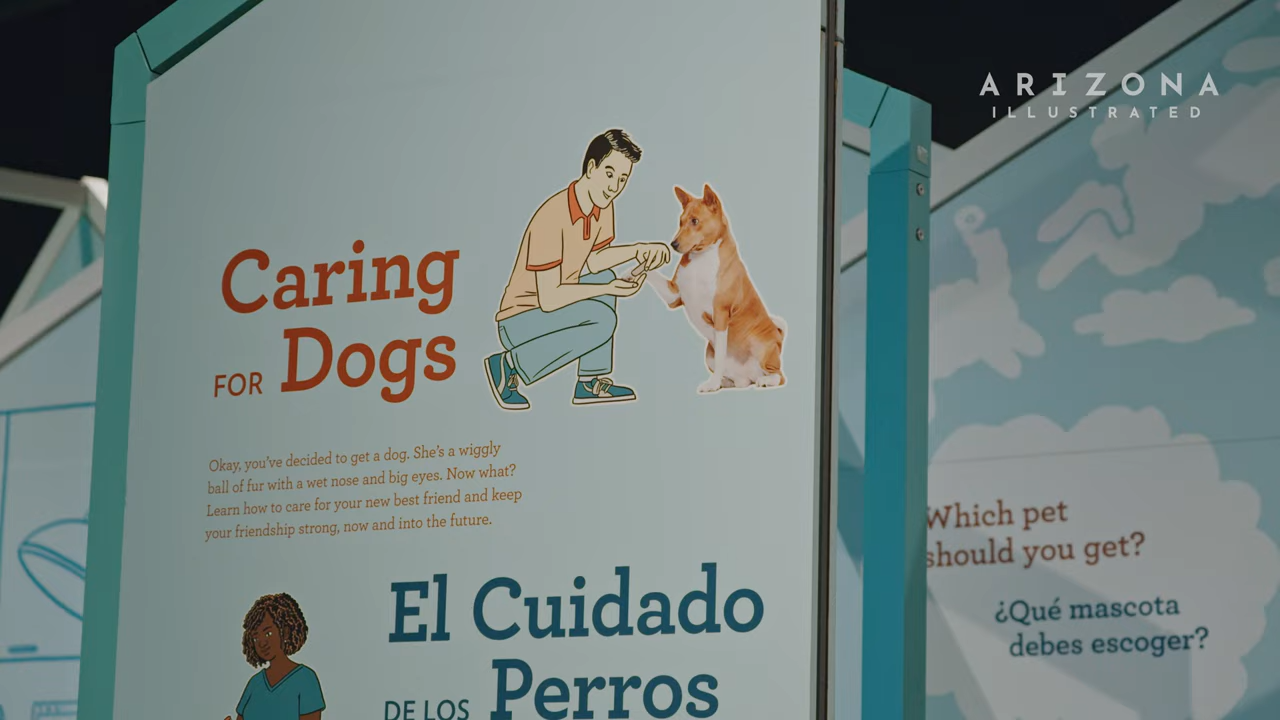 ARIZONA
ILLUSTRATED
Caring
FOR Dogs
Okay, you've decided to get a dog. She's a wiggly
ball of fur with a wet nose and big eyes. Now what?
Learn how to care for your new best friend and keep
your friendship strong, now and into the future.
El Cuidado
DE LOS Perros
Which pet
should you get?
¿Qué mascota
debes escoger?